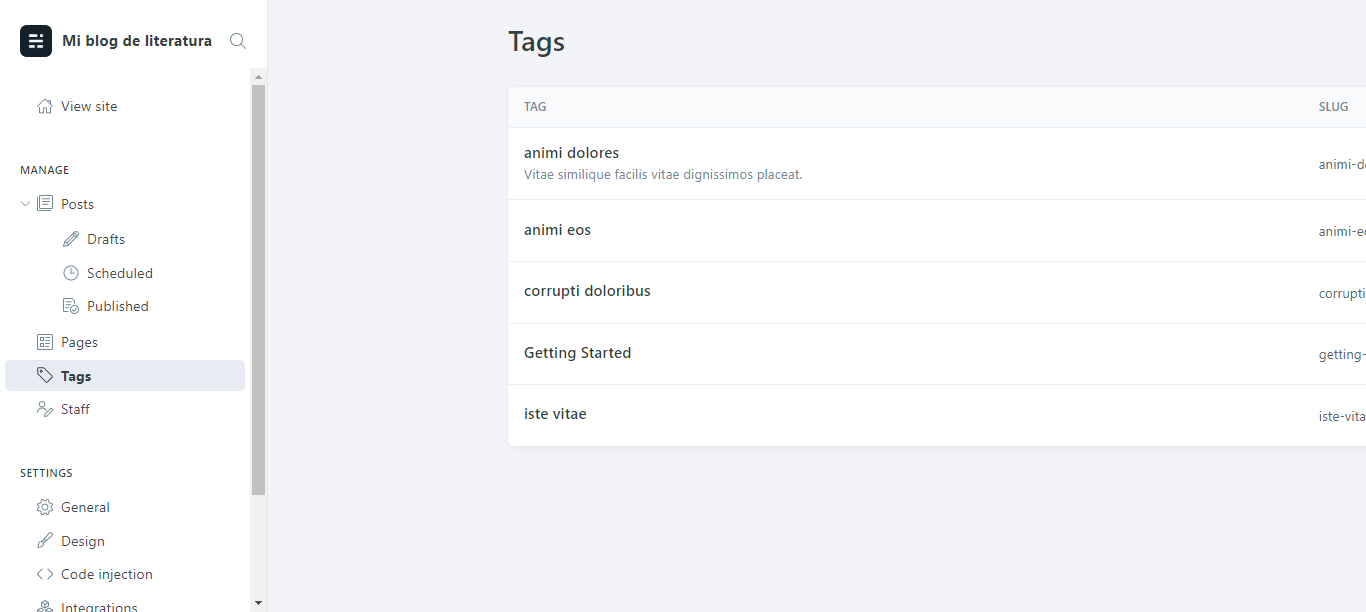 Mi blog de literatura
View site
MANAGE
Posts
Drafts
Scheduled
Published
Pages
Tags
Staff
SETTINGS
General
Design
Code injection
Integrations
Tags
TAG SLUG
animi dolores
Vitae similique facilis vitae dignissimos placeat.
animi-d
animi eos animi-e
corrupti doloribus corrupti
Getting Started getting-
iste vitae iste-vita